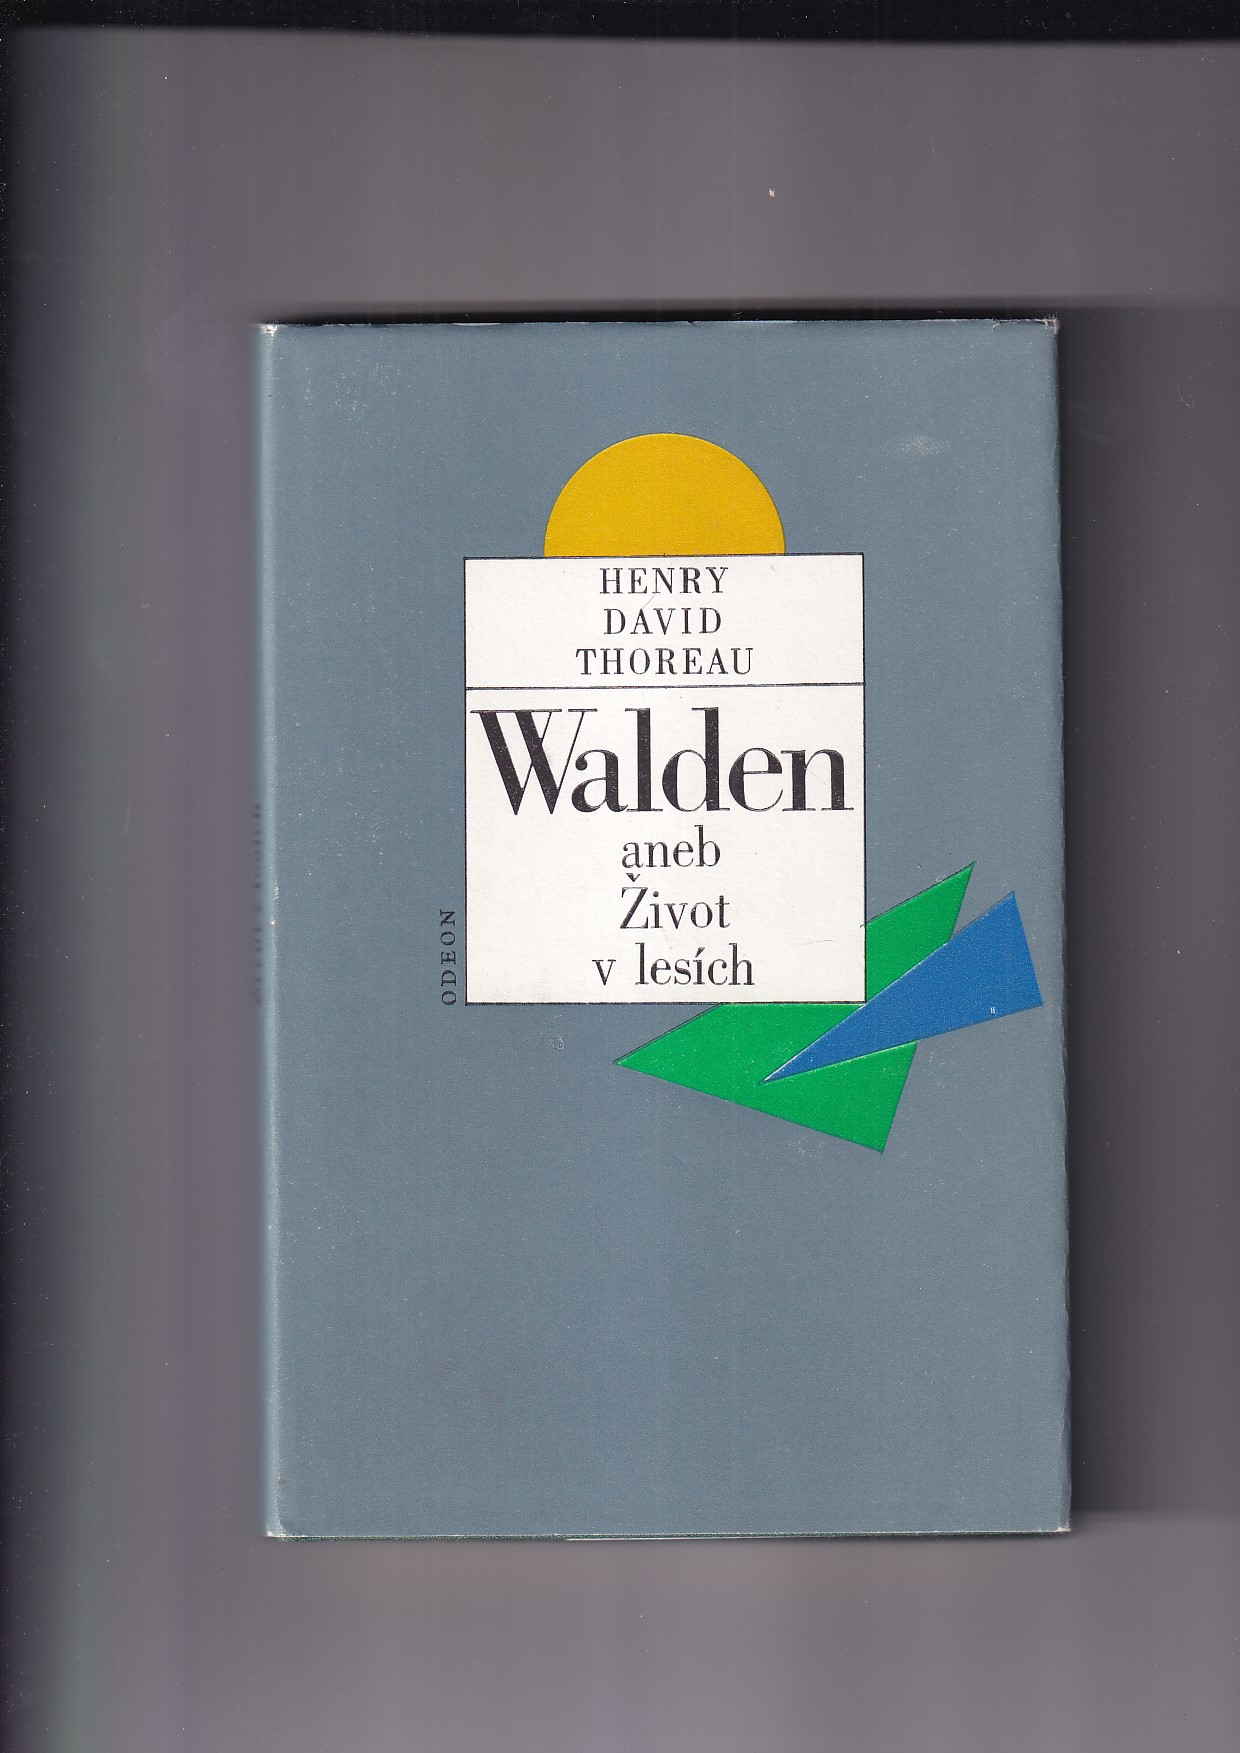 HENRY
DAVID
THOREAU
Walden
aneb
Život
v lesích
ODEON